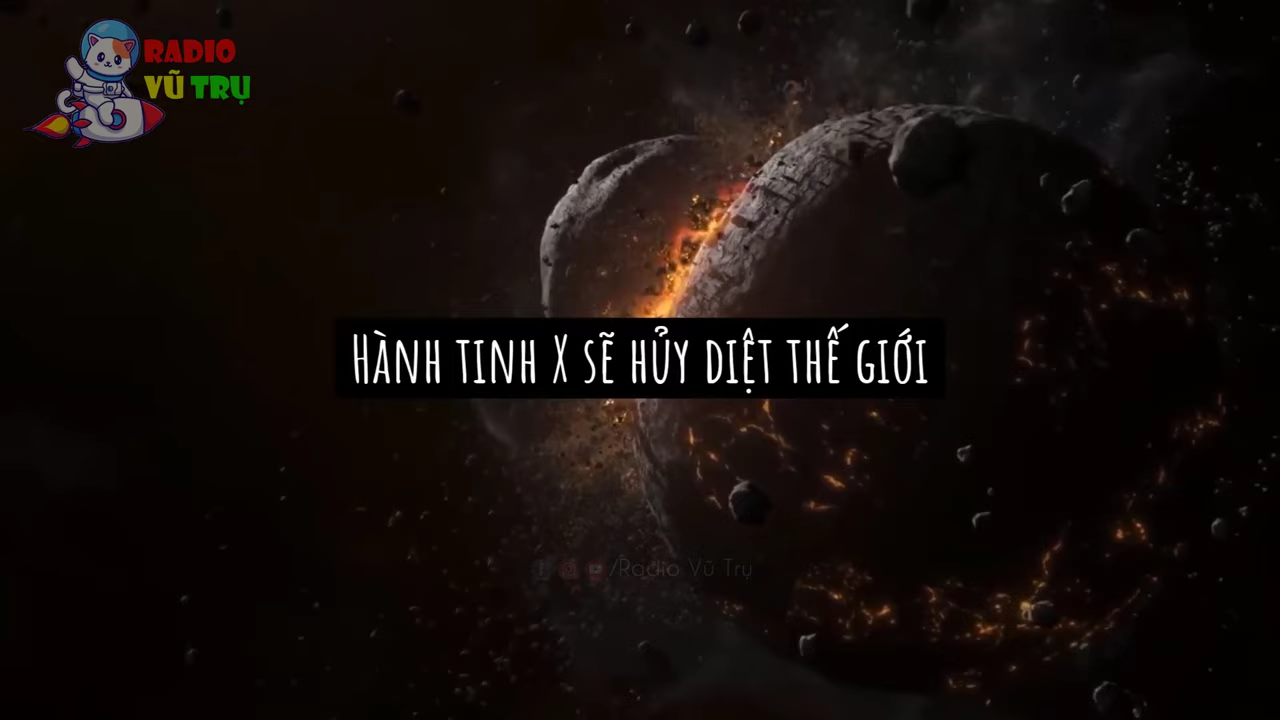 RADIO
VŨ TRỤ
Hành tinh X sẽ hủy diệt thế giới
/Radio Vũ Trụ